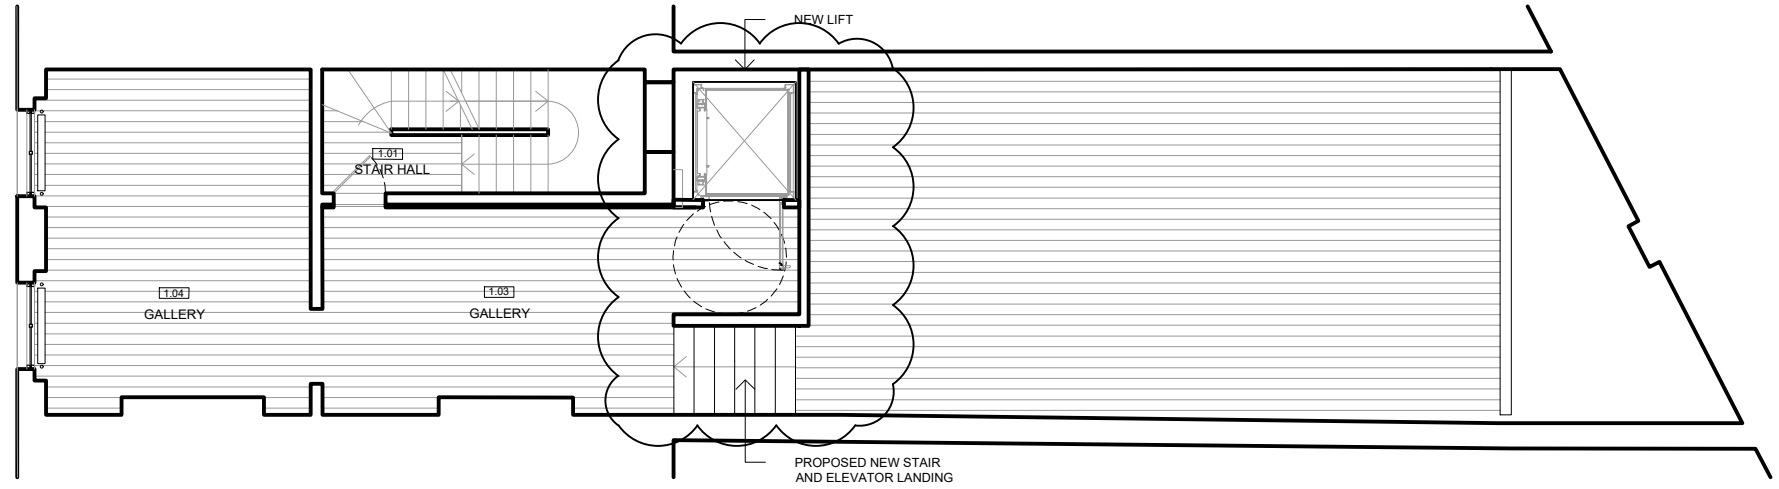 NEW LIFT
1.01
STAIR HALL
1.04
GALLERY
1.03
GALLERY
PROPOSED NEW STAIR
AND ELEVATOR LANDING